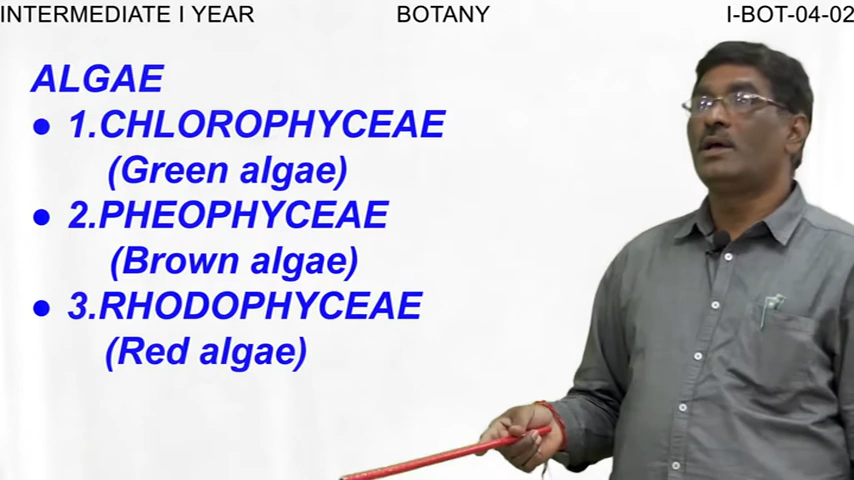 INTERMEDIATE I YEAR BOTANY I-BOT-04-02
ALGAE
● 1.CHLOROPHYCEAE
(Green algae)
● 2.PHEOPHYCEAE
(Brown algae)
● 3.RHODOPHYCEAE
(Red algae)